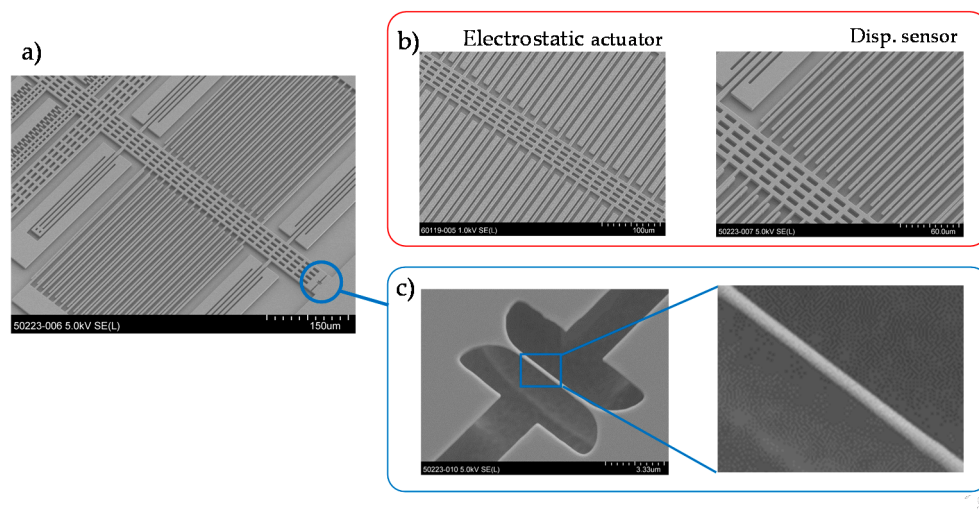 a)
50223-006 5.0kV SE(L)
150um
b)
Electrostatic actuator
Disp. sensor
60119-005 1.0kV SE(L)
100um
50223-007 5.0kV SE(L)
60.0um
c)
50223-010 5.0kV SE(L)
3.33um